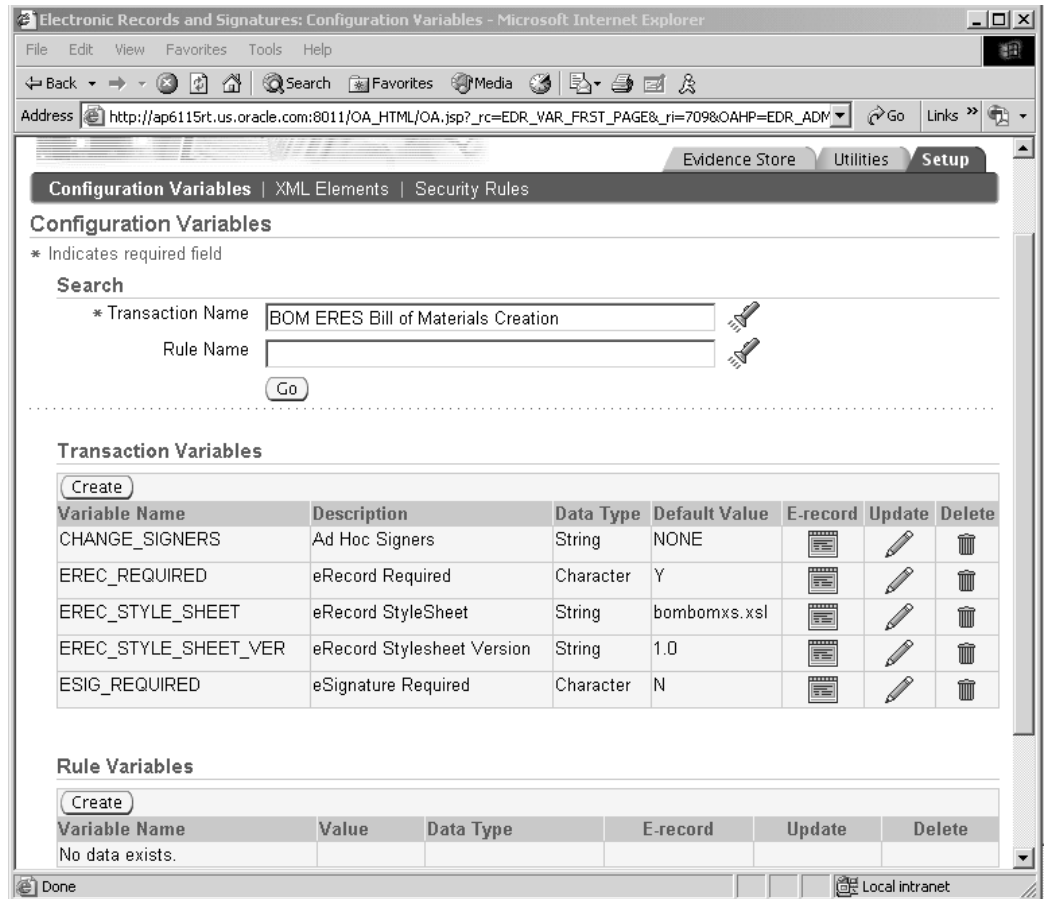 Electronic Records and Signatures: Configuration Variables - Microsoft Internet Explorer
File Edit View Favorites Tools Help
Back Search Favorites Media
Address http://ap6115rt.us.oracle.com:8011/OA_HTML/OA.jsp?_rc=EDR_VAR_FRST_PAGE&_ri=709&OAHP=EDR_ADM Go Links »
Evidence Store Utilities Setup
Configuration Variables | XML Elements | Security Rules
Configuration Variables
* Indicates required field
Search
* Transaction Name BOM ERES Bill of Materials Creation
Rule Name
Go
Transaction Variables
Create
Variable Name Description Data Type Default Value E-record Update Delete
CHANGE_SIGNERS Ad Hoc Signers String NONE
EREC_REQUIRED eRecord Required Character Y
EREC_STYLE_SHEET eRecord StyleSheet String bombomxs.xsl
EREC_STYLE_SHEET_VER eRecord Stylesheet Version String 1.0
ESIG_REQUIRED eSignature Required Character N
Rule Variables
Create
Variable Name Value Data Type E-record Update Delete
No data exists.
Done Local intranet